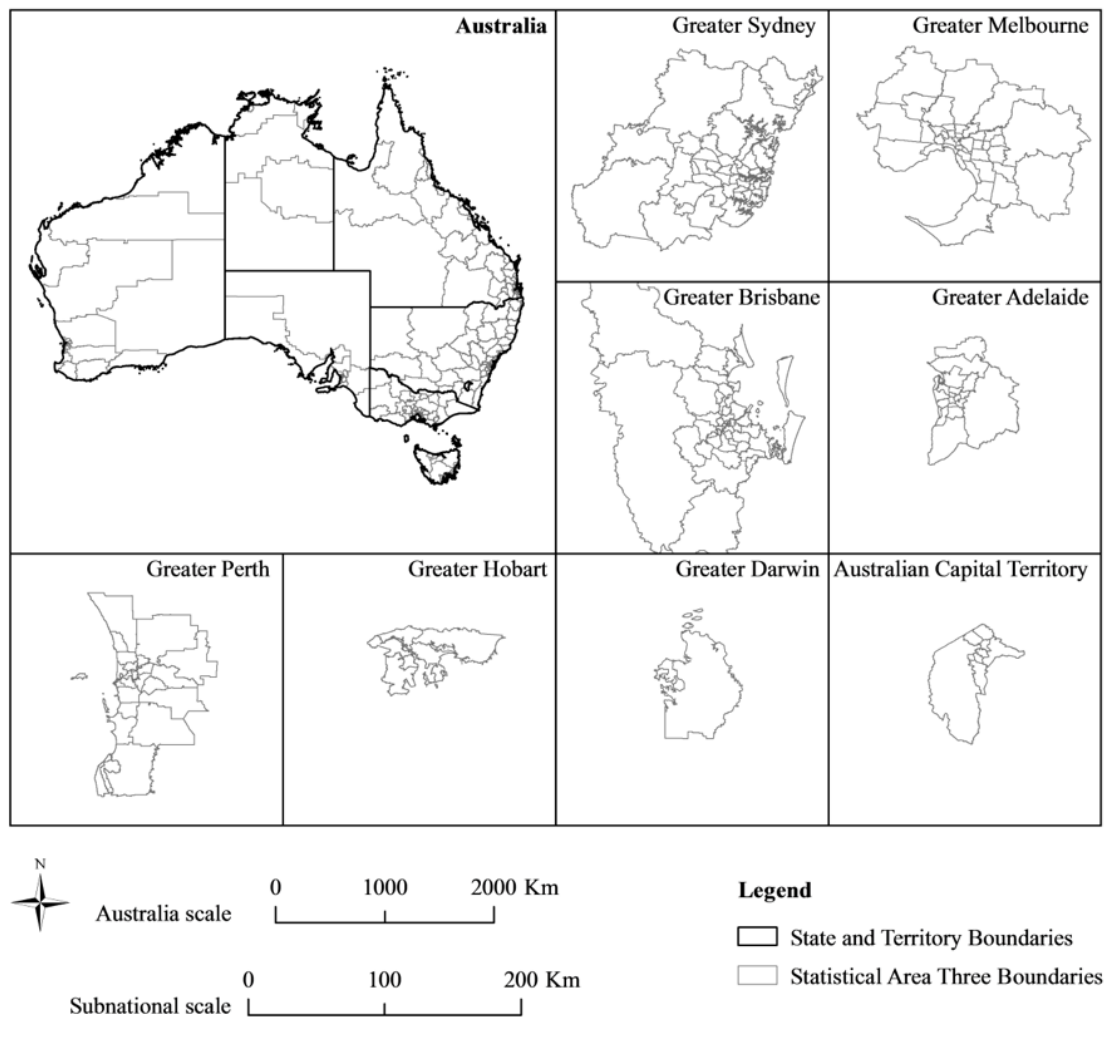 Australia
Greater Sydney
Greater Melbourne
Greater Brisbane
Greater Adelaide
Greater Perth
Greater Hobart
Greater Darwin
Australian Capital Territory
N
0 1000 2000 Km
Australia scale
0 100 200 Km
Subnational scale
Legend
State and Territory Boundaries
Statistical Area Three Boundaries